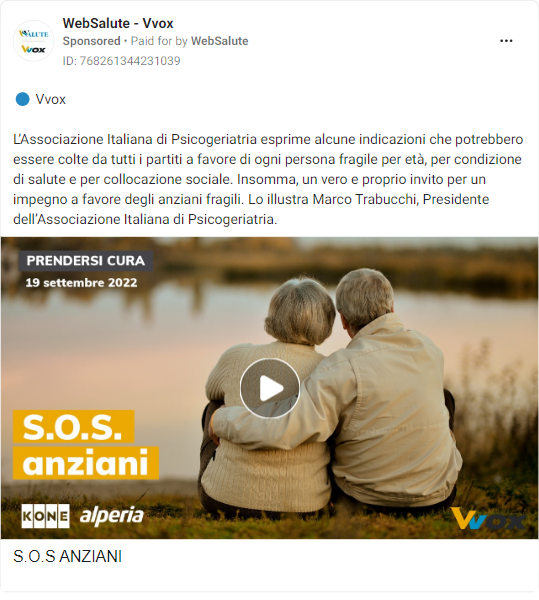 WebSalute - Vvox
Sponsored • Paid for by WebSalute
ID: 768261344231039
Vvox
L'Associazione Italiana di Psicogeriatria esprime alcune indicazioni che potrebbero
essere colte da tutti i partiti a favore di ogni persona fragile per età, per condizione
di salute e per collocazione sociale. Insomma, un vero e proprio invito per un
impegno a favore degli anziani fragili. Lo illustra Marco Trabucchi, Presidente
dell'Associazione Italiana di Psicogeriatria.
PRENDERSI CURA
19 settembre 2022
S.O.S.
anziani
KONE alperia
Vvox
S.O.S ANZIANI